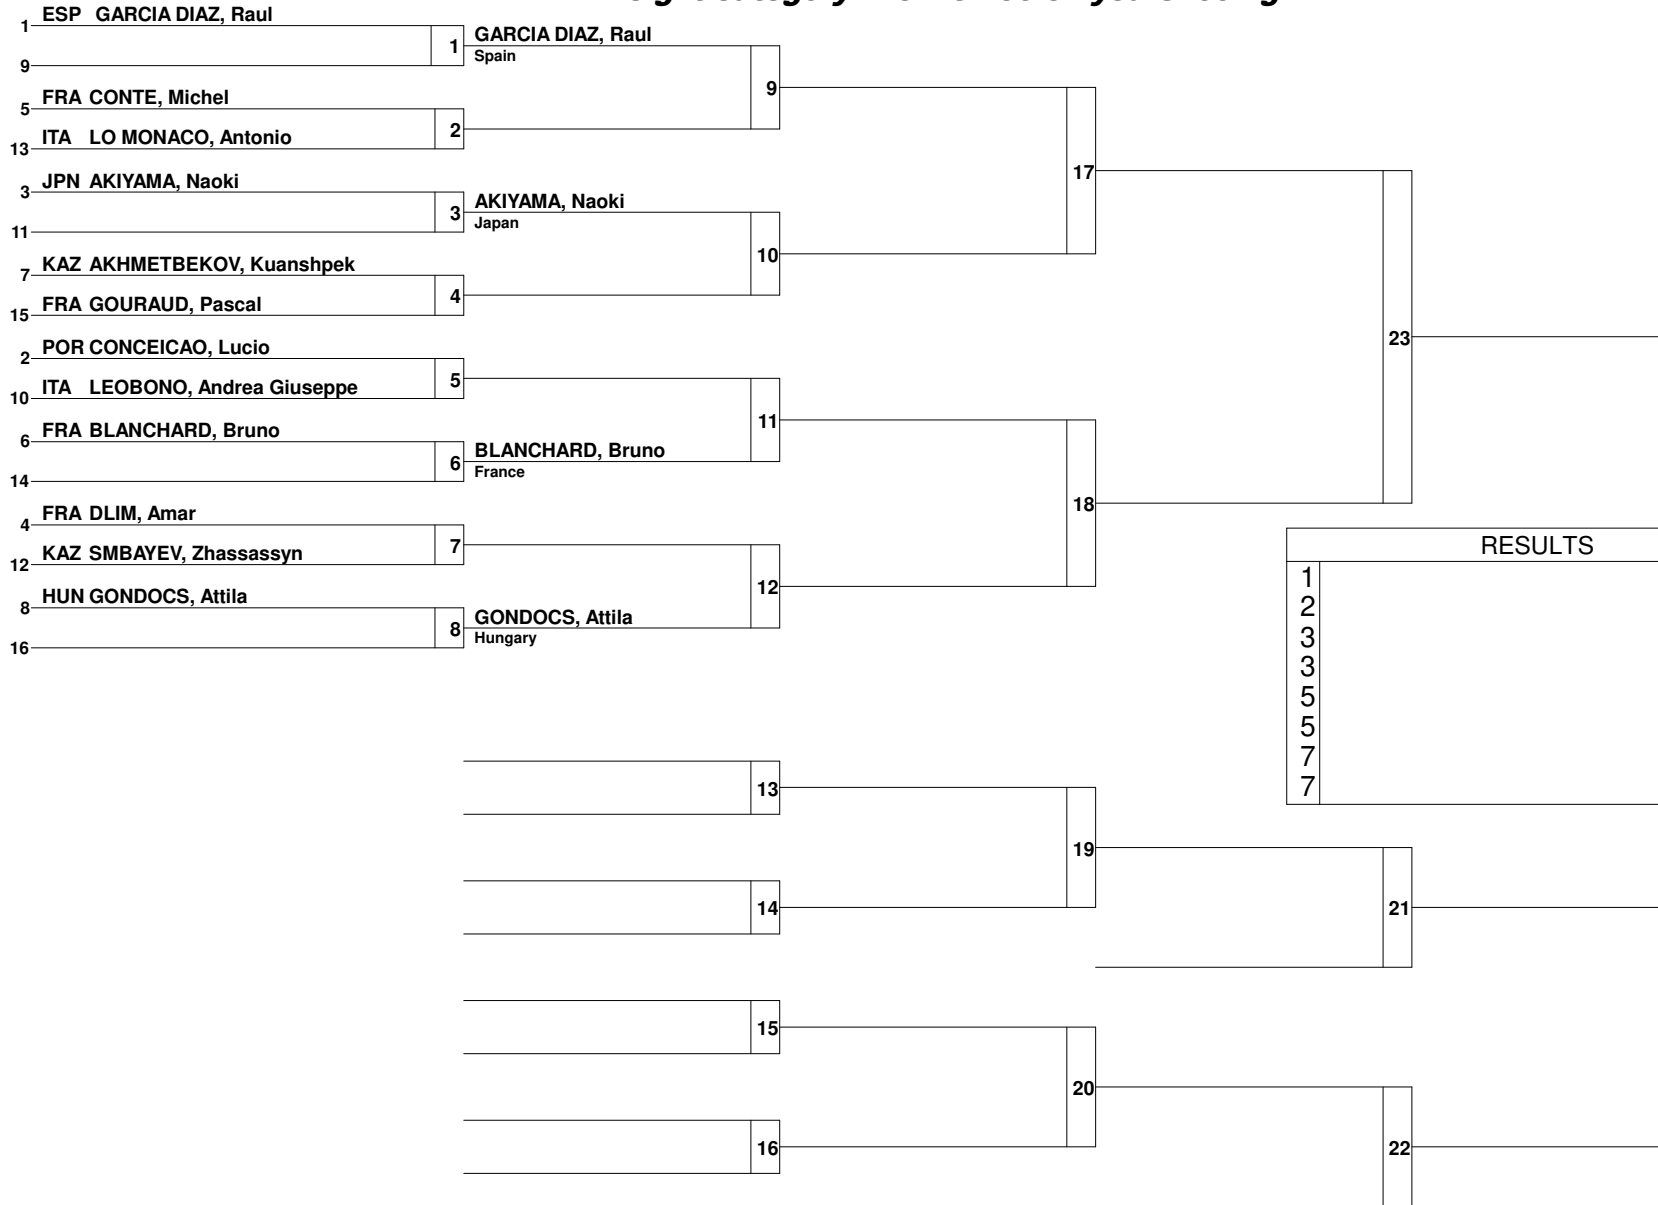 1 ESP GARCIA DIAZ, Raul
9
1 GARCIA DIAZ, Raul
Spain
5 FRA CONTE, Michel
13 ITA LO MONACO, Antonio
2
9
3 JPN AKIYAMA, Naoki
11
3 AKIYAMA, Naoki
Japan
7 KAZ AKHMETBEKOV, Kuanshpek
15 FRA GOURAUD, Pascal
4
10
17
2 POR CONCEICAO, Lucio
10 ITA LEOBONO, Andrea Giuseppe
5
6 FRA BLANCHARD, Bruno
14
6 BLANCHARD, Bruno
France
11
4 FRA DLIM, Amar
12 KAZ SMBAYEV, Zhassassyn
7
8 HUN GONDOCS, Attila
16
8 GONDOCS, Attila
Hungary
12
18
23
RESULTS
1
2
3
3
5
5
7
7
13
14
19
21
15
16
20
22